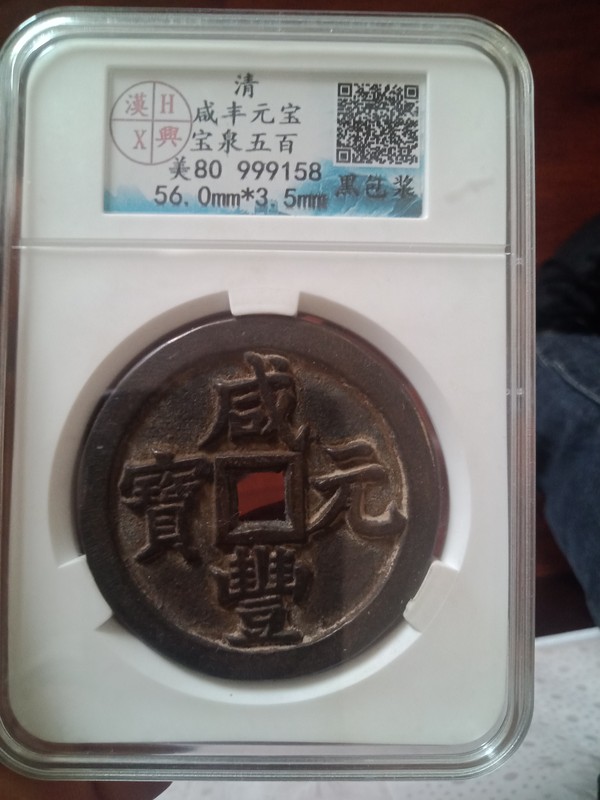 漢 H
X 興
清
咸丰元宝
宝泉五百
美80 999158
56.0mm*3.5mm
黑包浆
咸
寶 元
豐